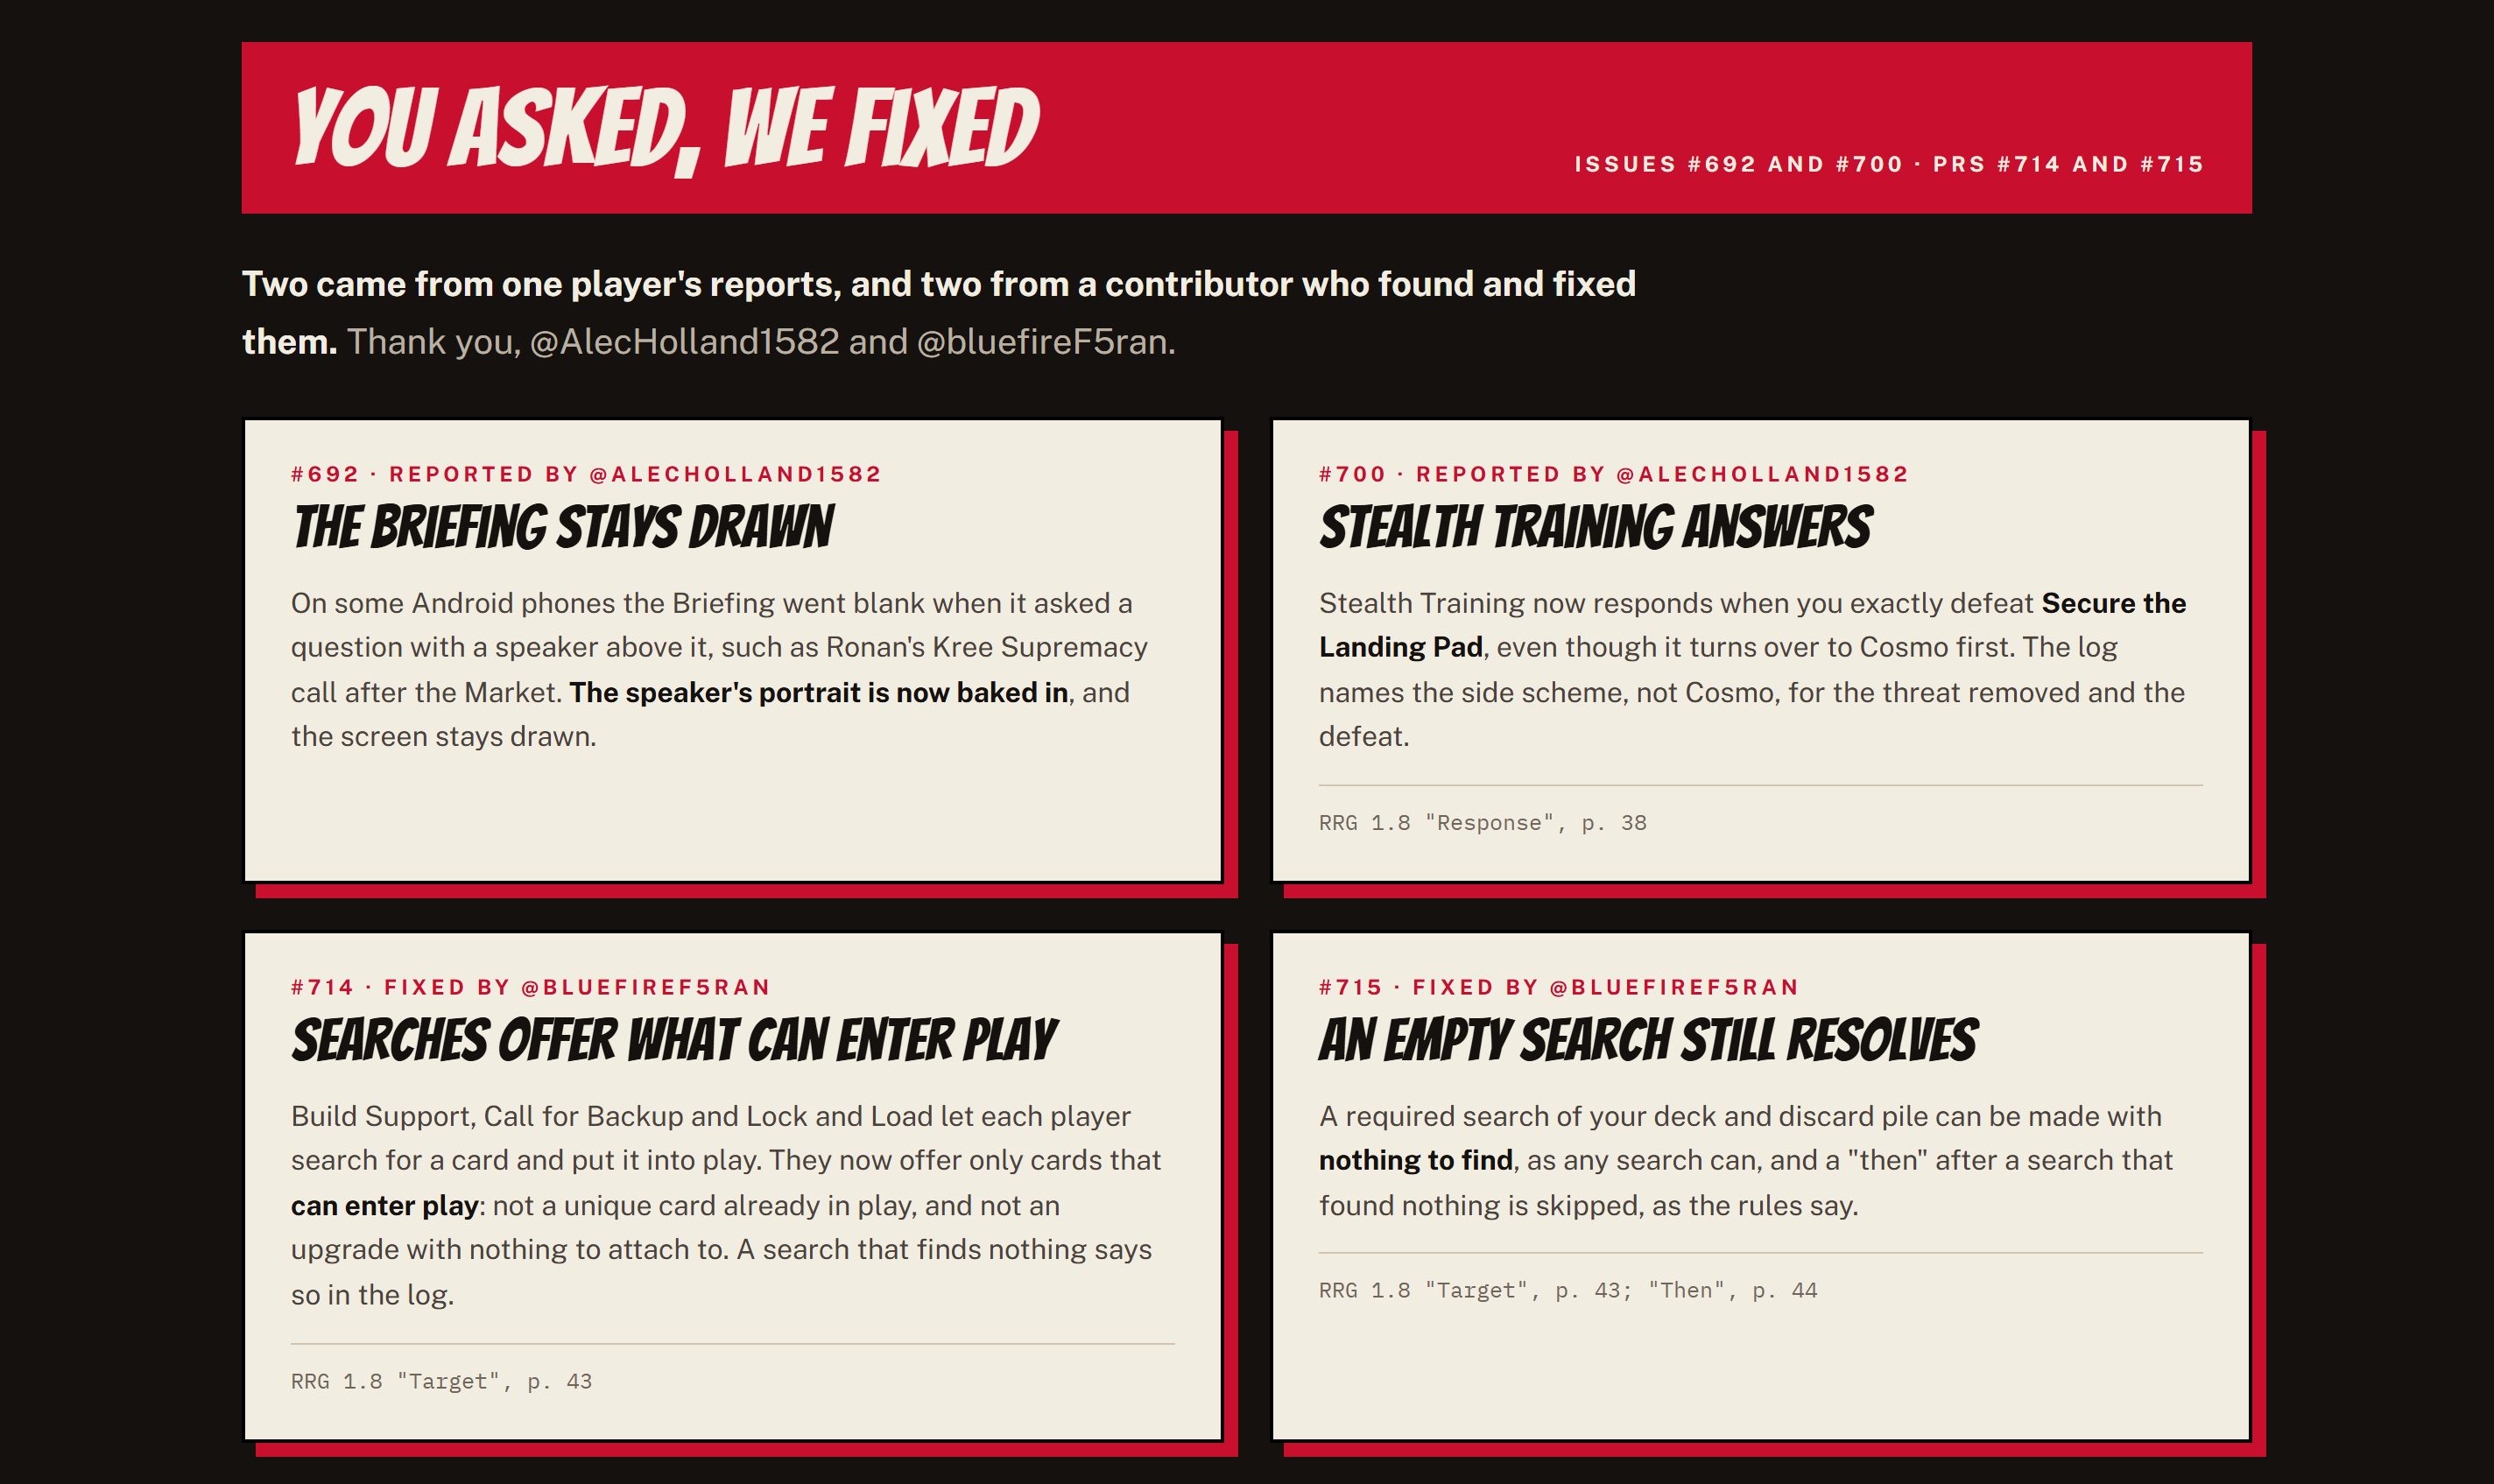 YOU ASKED, WE FIXED
ISSUES #692 AND #700 · PRS #714 AND #715
Two came from one player's reports, and two from a contributor who found and fixed
them. Thank you, @AlecHolland1582 and @bluefireF5ran.
#692 · REPORTED BY @ALECHOLLAND1582
THE BRIEFING STAYS DRAWN
On some Android phones the Briefing went blank when it asked a
question with a speaker above it, such as Ronan's Kree Supremacy
call after the Market. The speaker's portrait is now baked in, and
the screen stays drawn.
#700 · REPORTED BY @ALECHOLLAND1582
STEALTH TRAINING ANSWERS
Stealth Training now responds when you exactly defeat Secure the
Landing Pad, even though it turns over to Cosmo first. The log
names the side scheme, not Cosmo, for the threat removed and the
defeat.
RRG 1.8 "Response", p. 38
#714 · FIXED BY @BLUEFIREF5RAN
SEARCHES OFFER WHAT CAN ENTER PLAY
Build Support, Call for Backup and Lock and Load let each player
search for a card and put it into play. They now offer only cards that
can enter play: not a unique card already in play, and not an
upgrade with nothing to attach to. A search that finds nothing says
so in the log.
RRG 1.8 "Target", p. 43
#715 · FIXED BY @BLUEFIREF5RAN
AN EMPTY SEARCH STILL RESOLVES
A required search of your deck and discard pile can be made with
nothing to find, as any search can, and a "then" after a search that
found nothing is skipped, as the rules say.
RRG 1.8 "Target", p. 43; "Then", p. 44